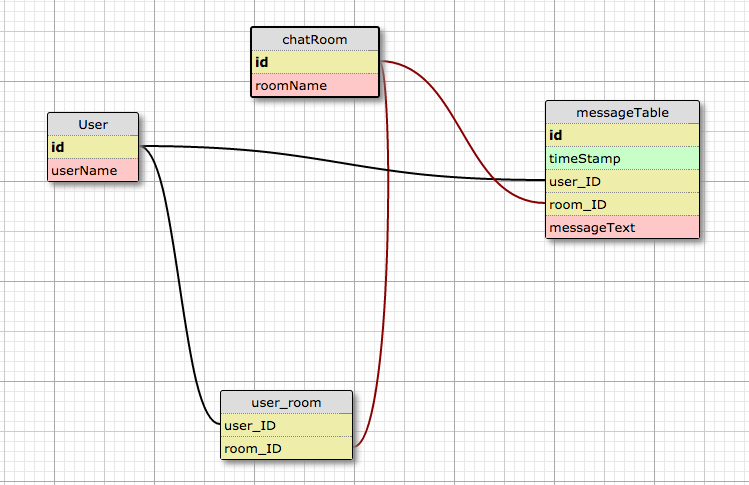 chatRoom
id
roomName
User
id
userName
messageTable
id
timeStamp
user_ID
room_ID
messageText
user_room
user_ID
room_ID